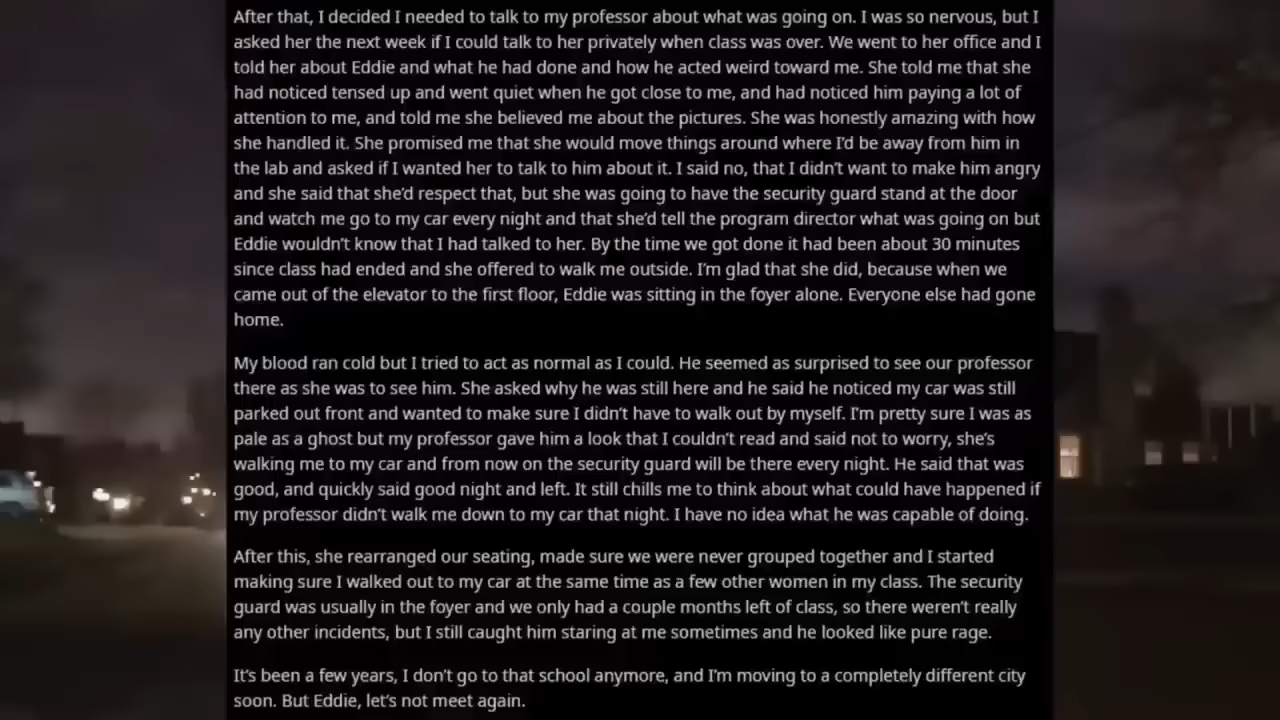 After that, I decided I needed to talk to my professor about what was going on. I was so nervous, but I
asked her the next week if I could talk to her privately when class was over. We went to her office and I
told her about Eddie and what he had done and how he acted weird toward me. She told me that she
had noticed tensed up and went quiet when he got close to me, and had noticed him paying a lot of
attention to me, and told me she believed me about the pictures. She was honestly amazing with how
she handled it. She promised me that she would move things around where I’d be away from him in
the lab and asked if I wanted her to talk to him about it. I said no, that I didn’t want to make him angry
and she said that she’d respect that, but she was going to have the security guard stand at the door
and watch me go to my car every night and that she’d tell the program director what was going on but
Eddie wouldn’t know that I had talked to her. By the time we got done it had been about 30 minutes
since class had ended and she offered to walk me outside. I’m glad that she did, because when we
came out of the elevator to the first floor, Eddie was sitting in the foyer alone. Everyone else had gone
home.
My blood ran cold but I tried to act as normal as I could. He seemed as surprised to see our professor
there as she was to see him. She asked why he was still here and he said he noticed my car was still
parked out front and wanted to make sure I didn’t have to walk out by myself. I’m pretty sure I was as
pale as a ghost but my professor gave him a look that I couldn’t read and said not to worry, she’s
walking me to my car and from now on the security guard will be there every night. He said that was
good, and quickly said good night and left. It still chills me to think about what could have happened if
my professor didn’t walk me down to my car that night. I have no idea what he was capable of doing.
After this, she rearranged our seating, made sure we were never grouped together and I started
making sure I walked out to my car at the same time as a few other women in my class. The security
guard was usually in the foyer and we only had a couple months left of class, so there weren’t really
any other incidents, but I still caught him staring at me sometimes and he looked like pure rage.
It’s been a few years, I don’t go to that school anymore, and I’m moving to a completely different city
soon. But Eddie, let’s not meet again.